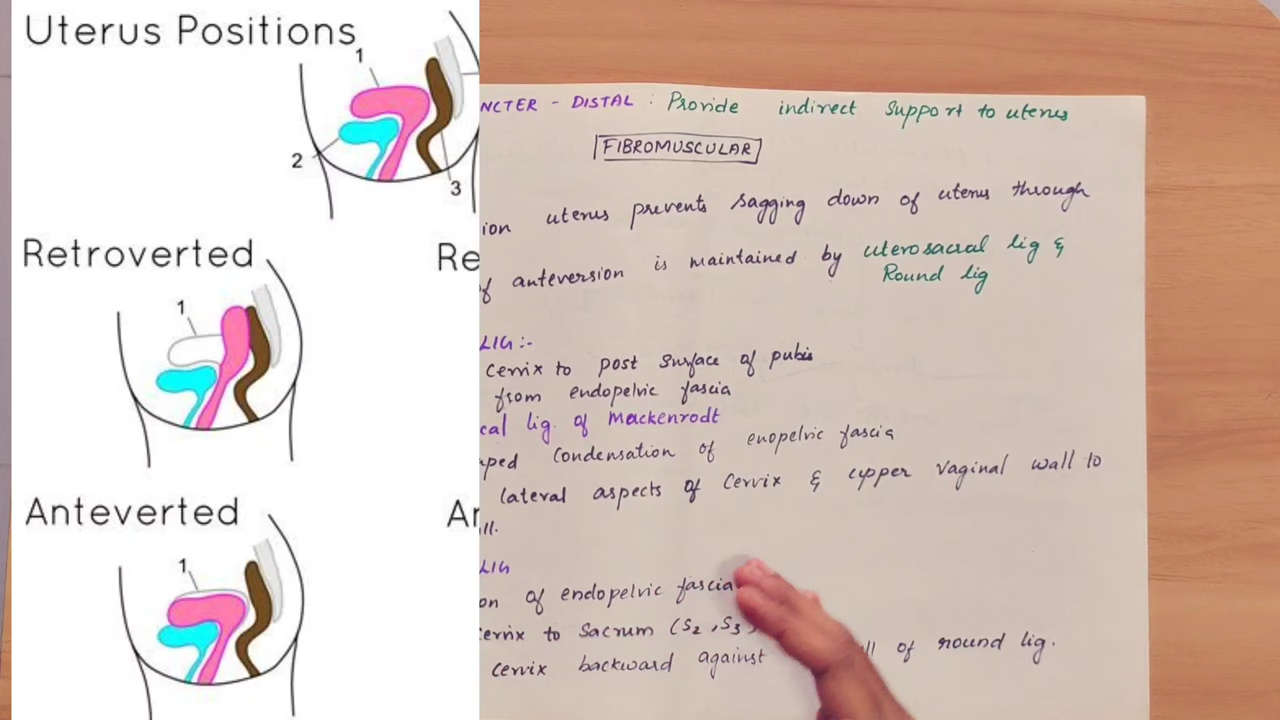 Uterus Positions
1
2
3
Retroverted
Re
1
Anteverted
An
1
NCTER - DISTAL : Provide indirect support to uterus
FIBROMUSCULAR
ion uterus prevents sagging down of uterus through
of anteversion is maintained by uterosacral lig &
Round lig
LIG :-
cervix to post surface of pubis
from endopelvic fascia
cal lig. of Mackenrodt
aped condensation of enopelvic fascia
lateral aspects of cervix & upper vaginal wall to
ll.
LIG
on of endopelvic fascia
cervix to sacrum (S2, S3
cervix backward against ll of round lig.